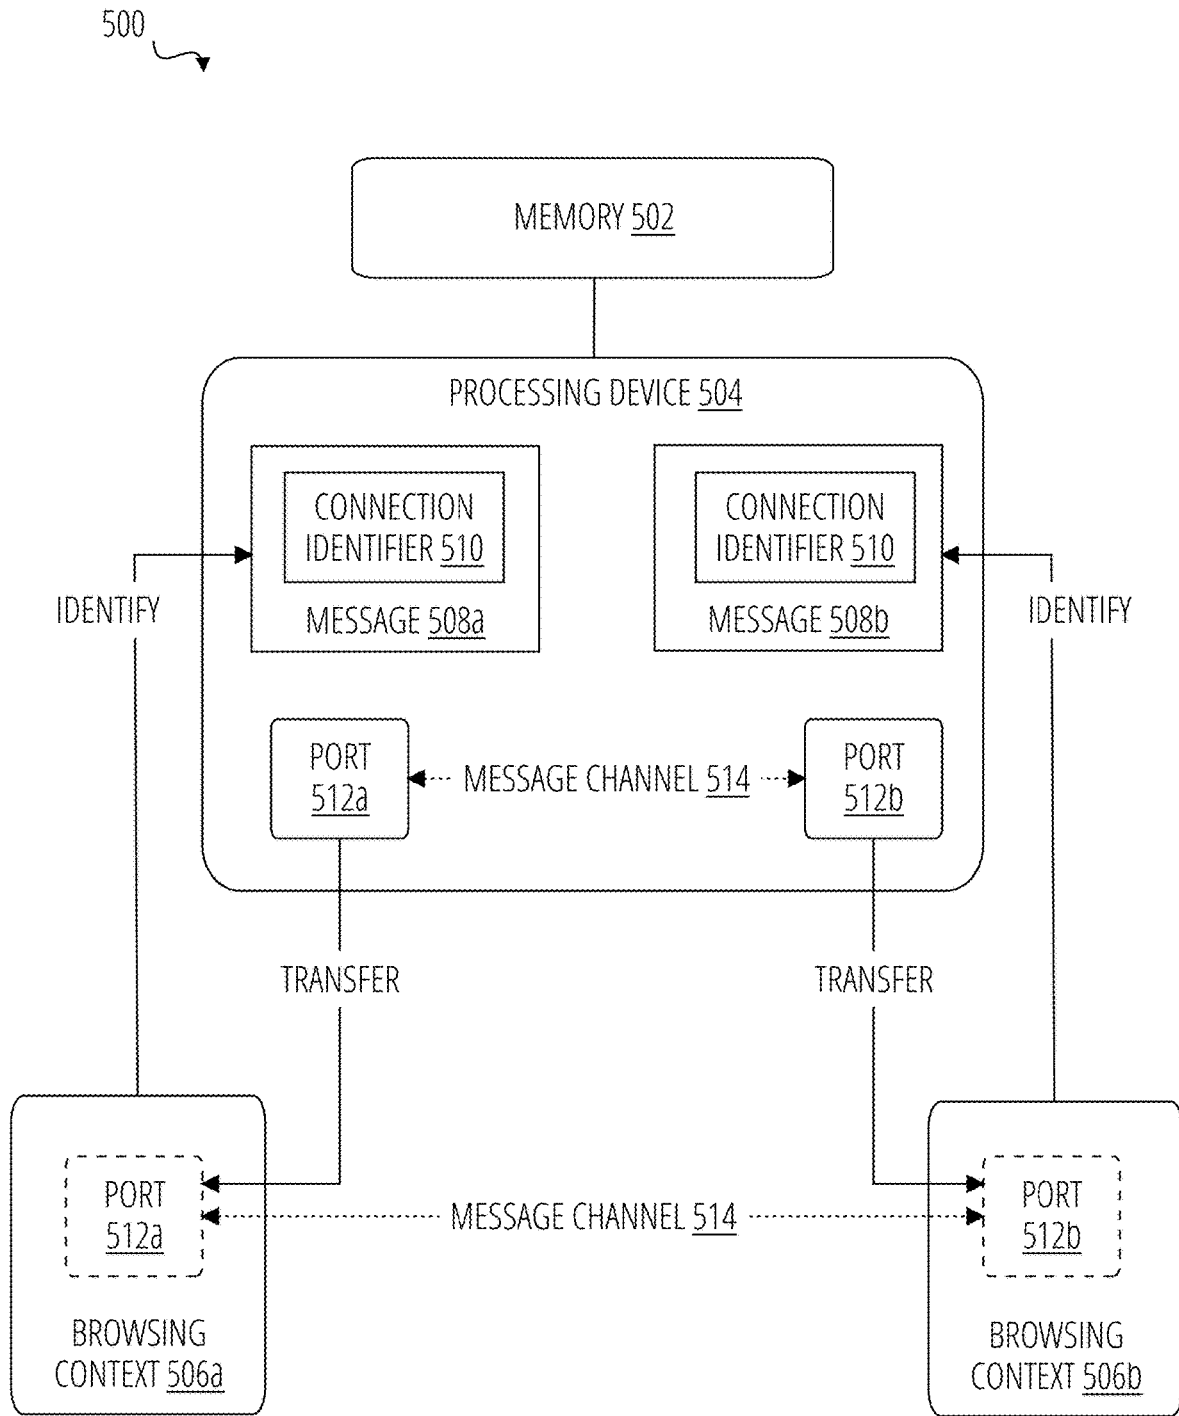 500
MEMORY 502
PROCESSING DEVICE 504
CONNECTION
IDENTIFIER 510
MESSAGE 508a
CONNECTION
IDENTIFIER 510
MESSAGE 508b
IDENTIFY
IDENTIFY
PORT
512a
MESSAGE CHANNEL 514
PORT
512b
TRANSFER
TRANSFER
PORT
512a
MESSAGE CHANNEL 514
PORT
512b
BROWSING
CONTEXT 506a
BROWSING
CONTEXT 506b